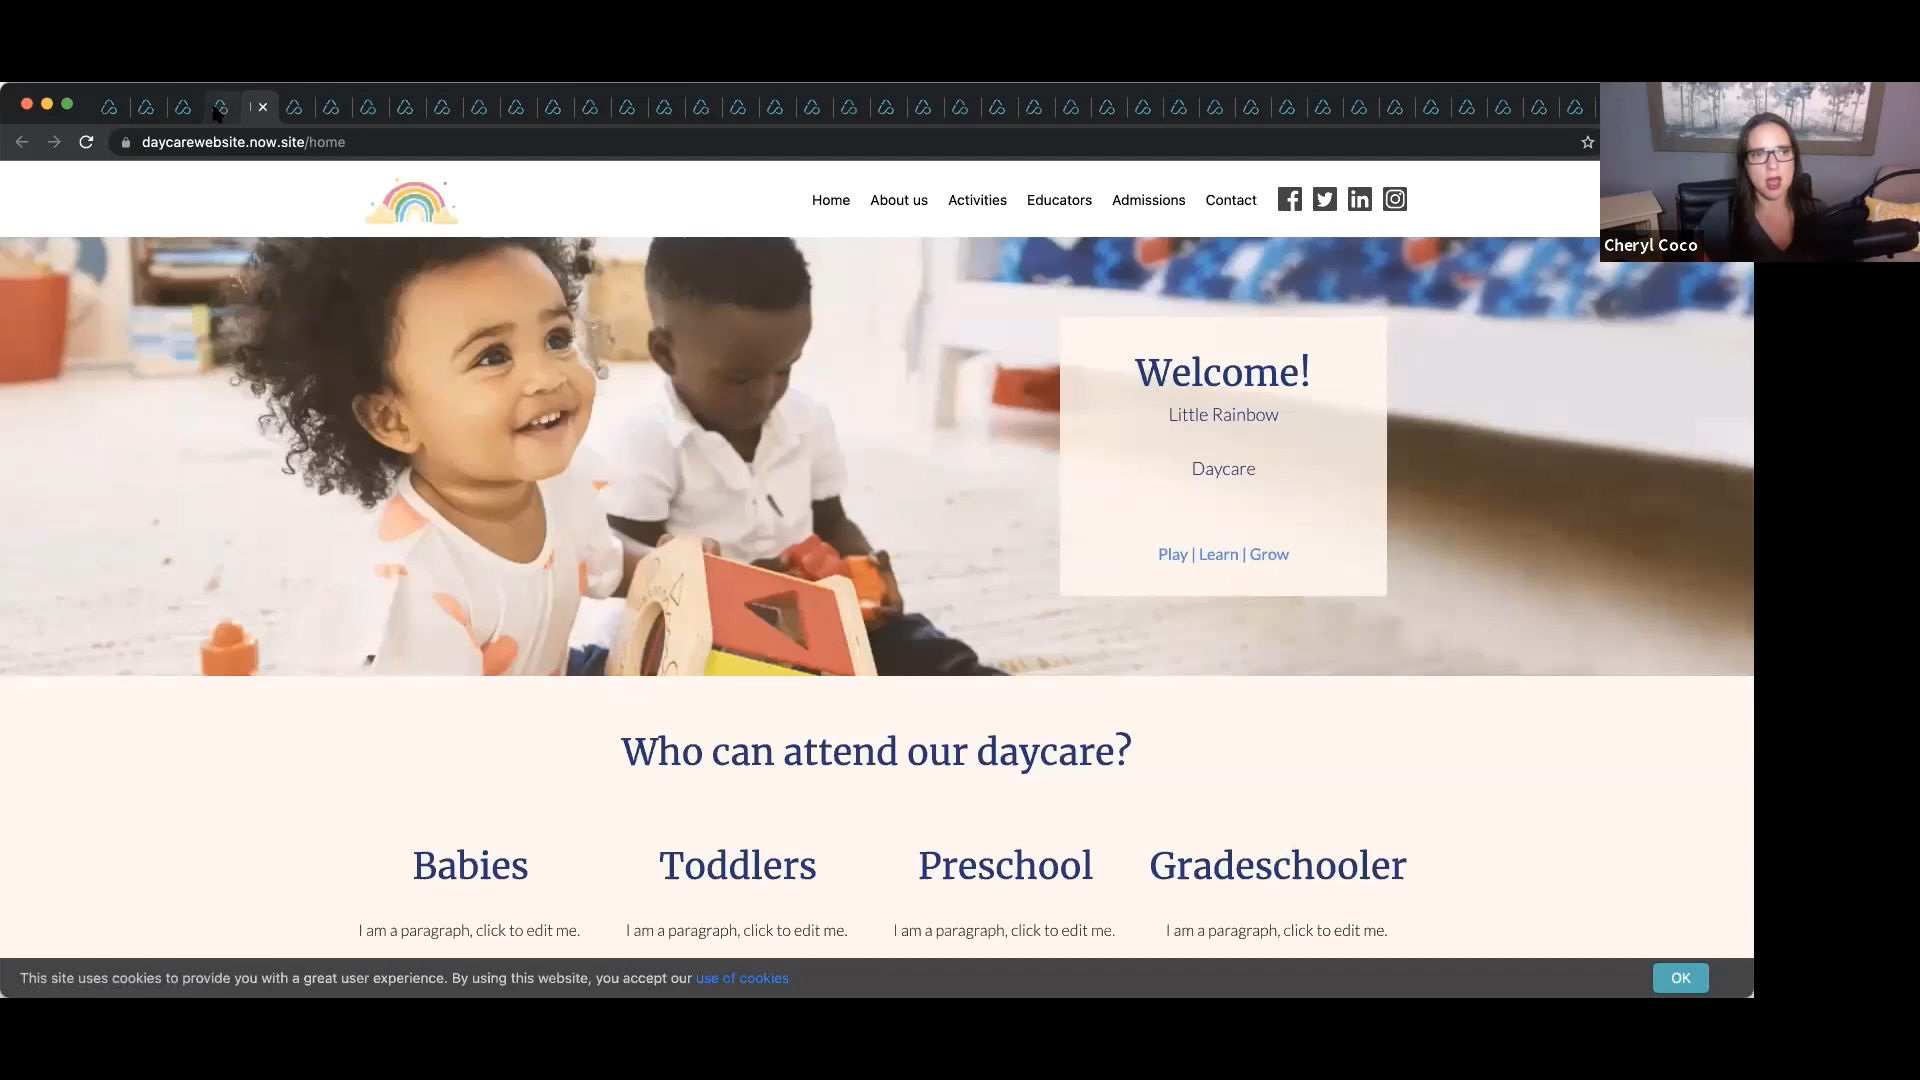 daycarewebsite.now.site/home
Home About us Activities Educators Admissions Contact
Cheryl Coco
Welcome!
Little Rainbow
Daycare
Play | Learn | Grow
Who can attend our daycare?
Babies Toddlers Preschool Gradeschooler
I am a paragraph, click to edit me. I am a paragraph, click to edit me. I am a paragraph, click to edit me. I am a paragraph, click to edit me.
This site uses cookies to provide you with a great user experience. By using this website, you accept our use of cookies OK